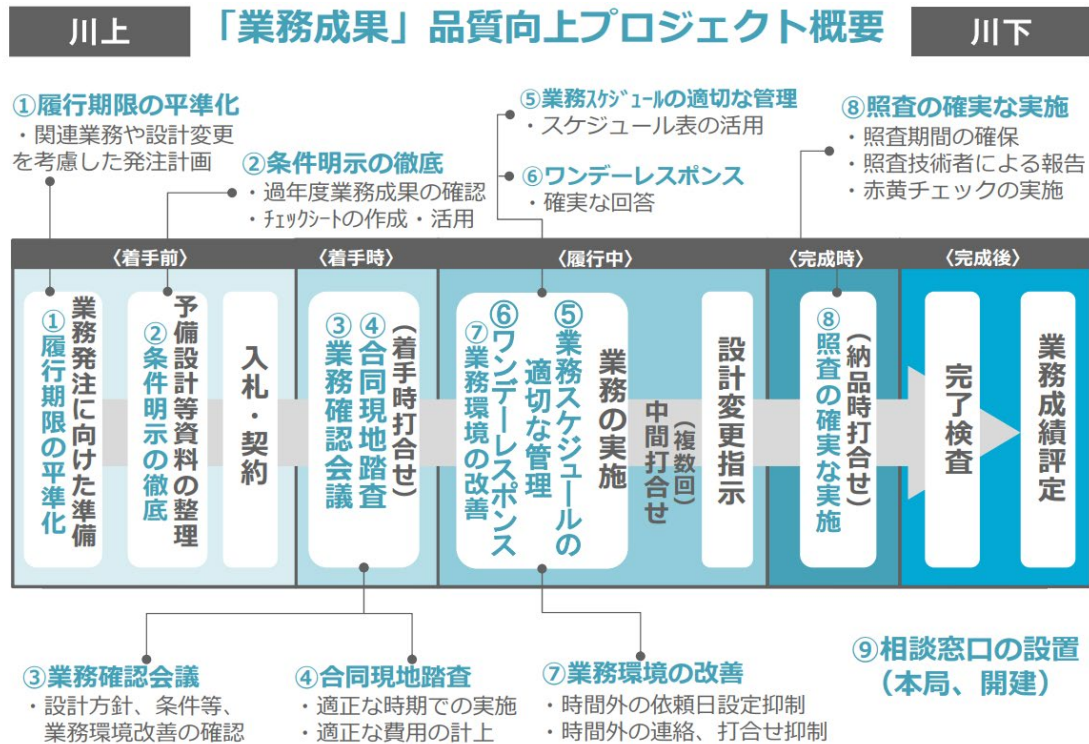 川上
「業務成果」品質向上プロジェクト概要
川下
①履行期限の平準化
・関連業務や設計変更
を考慮した発注計画
②条件明示の徹底
・過年度業務成果の確認
・ﾁｪｯｸｼｰﾄの作成・活用
⑤業務ｽｹｼﾞｭｰﾙの適切な管理
・スケジュール表の活用
⑥ワンデーレスポンス
・確実な回答
⑧照査の確実な実施
・照査期間の確保
・照査技術者による報告
・赤黄チェックの実施
〈着手前〉
〈着手時〉
〈履行中〉
〈完成時〉
〈完成後〉
業務発注に向けた準備
①履行期限の平準化
予備設計等資料の整理
②条件明示の徹底
入札・契約
(着手時打合せ)
④合同現地踏査
③業務確認会議
業務の実施
⑤業務スケジュールの
適切な管理
⑥ワンデーレスポンス
⑦業務環境の改善
(複数回)
中間打合せ
設計変更指示
(納品時打合せ)
⑧照査の確実な実施
完了検査
業務成績評定
③業務確認会議
・設計方針、条件等、
業務環境改善の確認
④合同現地踏査
・適正な時期での実施
・適正な費用の計上
⑦業務環境の改善
・時間外の依頼日設定抑制
・時間外の連絡、打合せ抑制
⑨相談窓口の設置
（本局、開建）